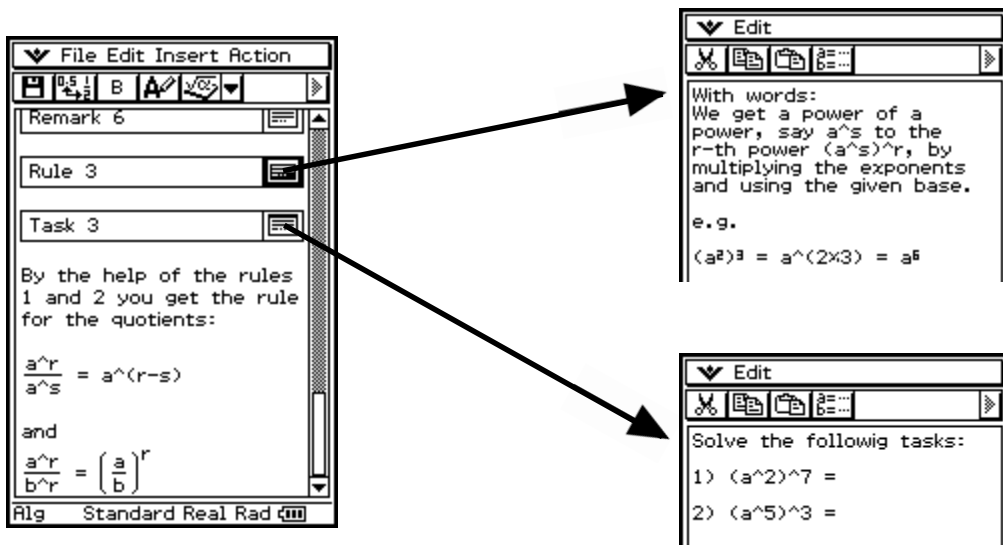 File Edit Insert Action
B
Remark 6
Rule 3
Task 3
By the help of the rules
1 and 2 you get the rule
for the quotients:
a^r/a^s = a^(r-s)
and
a^r/b^r = (a/b)^r
Alg Standard Real Rad
Edit
With words:
We get a power of a
power, say a^s to the
r-th power (a^s)^r, by
multiplying the exponents
and using the given base.
e.g.
(a²)³ = a^(2×3) = a⁶
Edit
Solve the followig tasks:
1) (a^2)^7 =
2) (a^5)^3 =